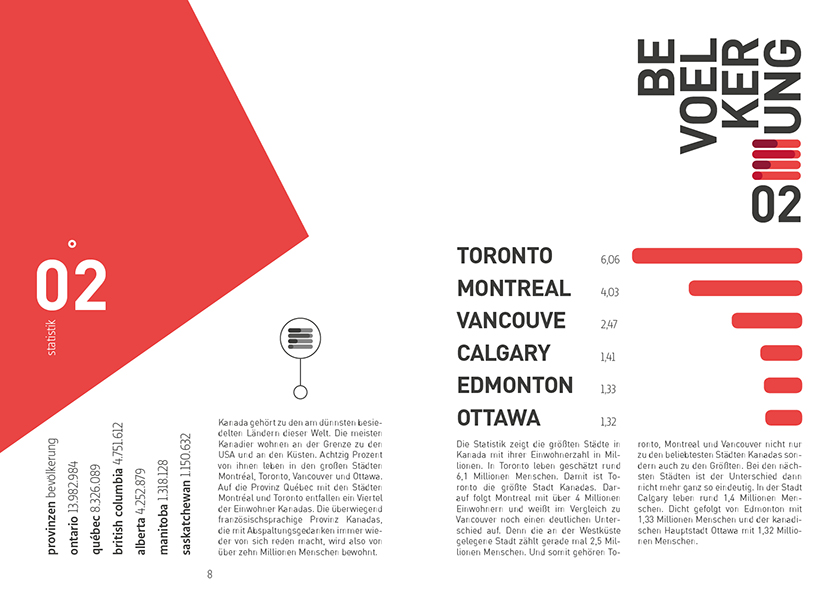 02
statistik
provinzen bevölkerung
ontario 13.982.984
québec 8.326.089
british columbia 4.751.612
alberta 4.252.879
manitoba 1.318.128
saskatchewan 1.150.632
Kanada gehört zu den am dünnsten besie-
delten Ländern dieser Welt. Die meisten
Kanadier wohnen an der Grenze zu den
USA und an den Küsten. Achtzig Prozent
von ihnen leben in den großen Städten
Montréal, Toronto, Vancouver und Ottawa.
Auf die Provinz Québec mit den Städten
Montréal und Toronto entfallen ein Viertel
der Einwohner Kanadas. Die überwiegend
französischsprachige Provinz Kanadas,
die mit Abspaltungsgedanken immer wie-
der von sich reden macht, wird also von
über zehn Millionen Menschen bewohnt.
8
BE
VOEL
KER
UNG
02
TORONTO 6,06
MONTREAL 4,03
VANCOUVE 2,47
CALGARY 1,41
EDMONTON 1,33
OTTAWA 1,32
Die Statistik zeigt die größten Städte in
Kanada mit ihrer Einwohnerzahl in Mil-
lionen. In Toronto leben geschätzt rund
6,1 Millionen Menschen. Damit ist To-
ronto die größte Stadt Kanadas. Dar-
auf folgt Montreal mit über 4 Millionen
Einwohnern und weißt im Vergleich zu
Vancouver noch einen deutlichen Unter-
schied auf. Denn die an der Westküste
gelegene Stadt zählt gerade mal 2,5 Mil-
lionen Menschen. Und somit gehören To-
ronto, Montreal und Vancouver nicht nur
zu den beliebtesten Städten Kanadas son-
dern auch zu den Größten. Bei den näch-
sten Städten ist der Unterschied dann
nicht mehr ganz so eindeutig. In der Stadt
Calgary leben rund 1,4 Millionen Men-
schen. Dicht gefolgt von Edmonton mit
1,33 Millionen Menschen und der kanadi-
schen Hauptstadt Ottawa mit 1,32 Millio-
nen Menschen.